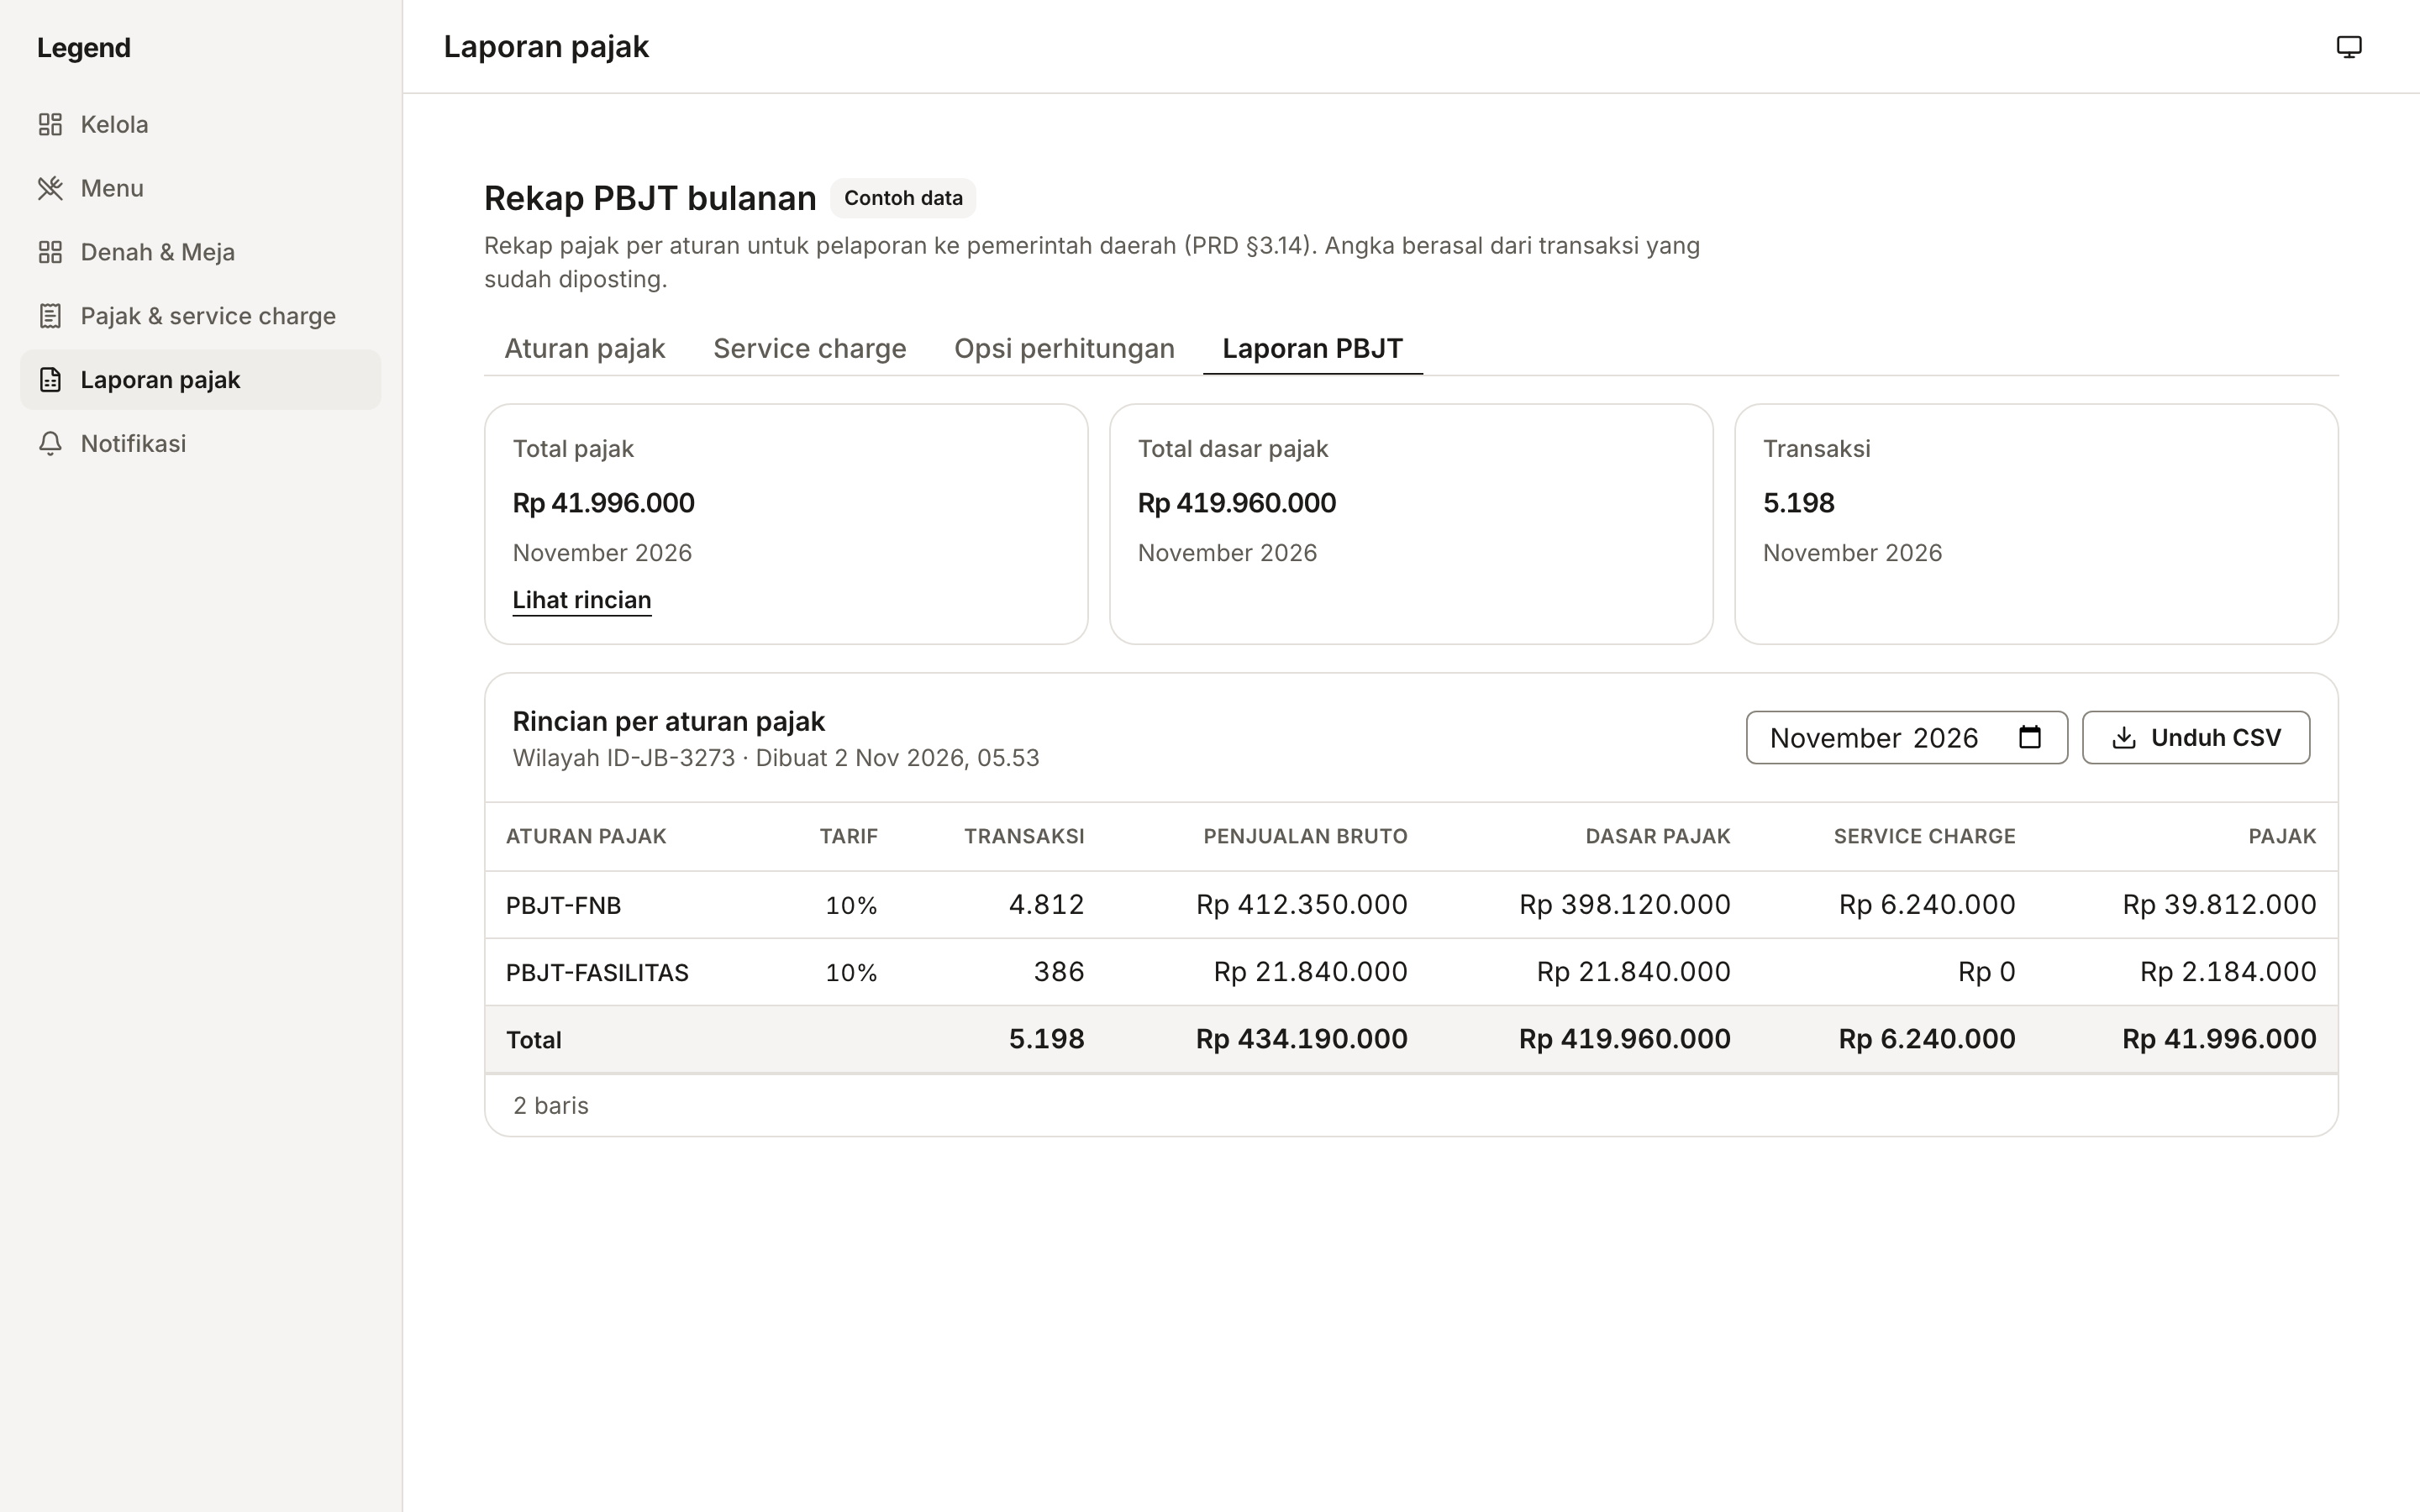 Legend
Kelola
Menu
Denah & Meja
Pajak & service charge
Laporan pajak
Notifikasi
Laporan pajak
Rekap PBJT bulanan Contoh data
Rekap pajak per aturan untuk pelaporan ke pemerintah daerah (PRD §3.14). Angka berasal dari transaksi yang
sudah diposting.
Aturan pajak Service charge Opsi perhitungan Laporan PBJT
Total pajak
Rp 41.996.000
November 2026
Lihat rincian
Total dasar pajak
Rp 419.960.000
November 2026
Transaksi
5.198
November 2026
Rincian per aturan pajak
Wilayah ID-JB-3273 · Dibuat 2 Nov 2026, 05.53
November 2026 Unduh CSV
ATURAN PAJAK TARIF TRANSAKSI PENJUALAN BRUTO DASAR PAJAK SERVICE CHARGE PAJAK
PBJT-FNB 10% 4.812 Rp 412.350.000 Rp 398.120.000 Rp 6.240.000 Rp 39.812.000
PBJT-FASILITAS 10% 386 Rp 21.840.000 Rp 21.840.000 Rp 0 Rp 2.184.000
Total 5.198 Rp 434.190.000 Rp 419.960.000 Rp 6.240.000 Rp 41.996.000
2 baris